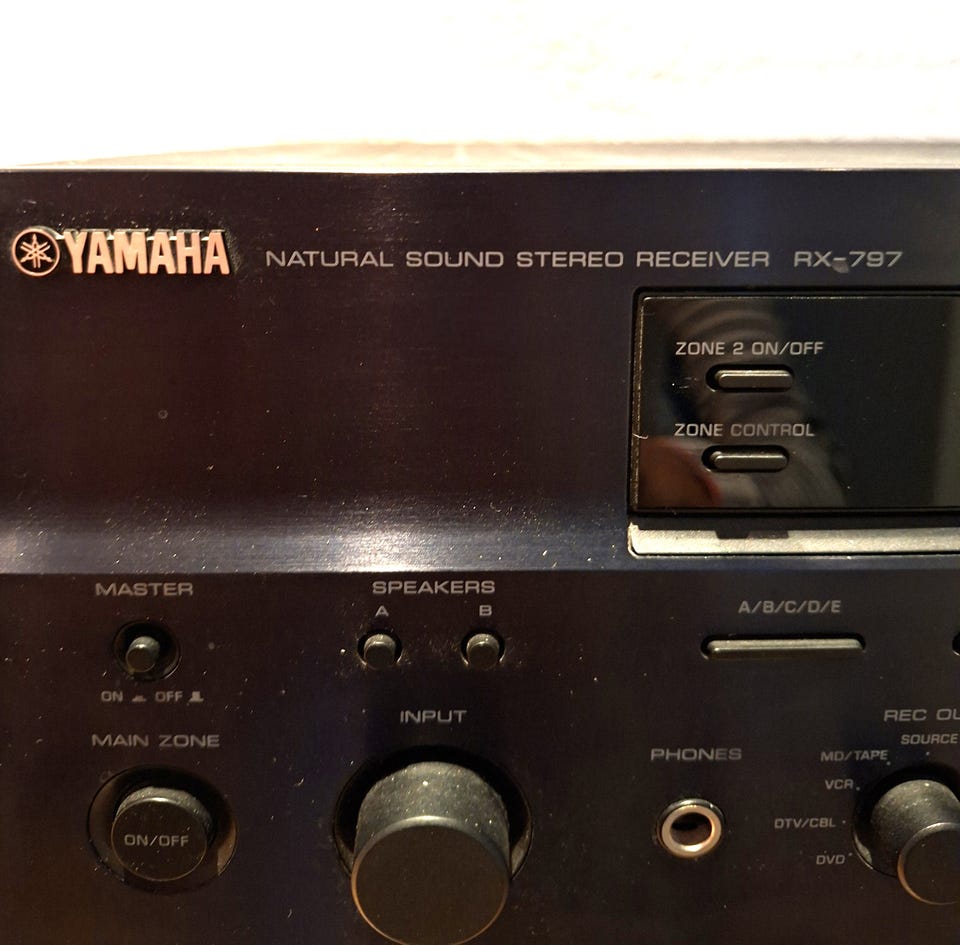 YAMAHA NATURAL SOUND STEREO RECEIVER RX-797
ZONE 2 ON/OFF
ZONE CONTROL
MASTER
SPEAKERS
A B
A/B/C/D/E
ON OFF
INPUT
REC OU
MAIN ZONE
SOURCE
PHONES
MD/TAPE
VCR
DTV/CBL
ON/OFF
DVD